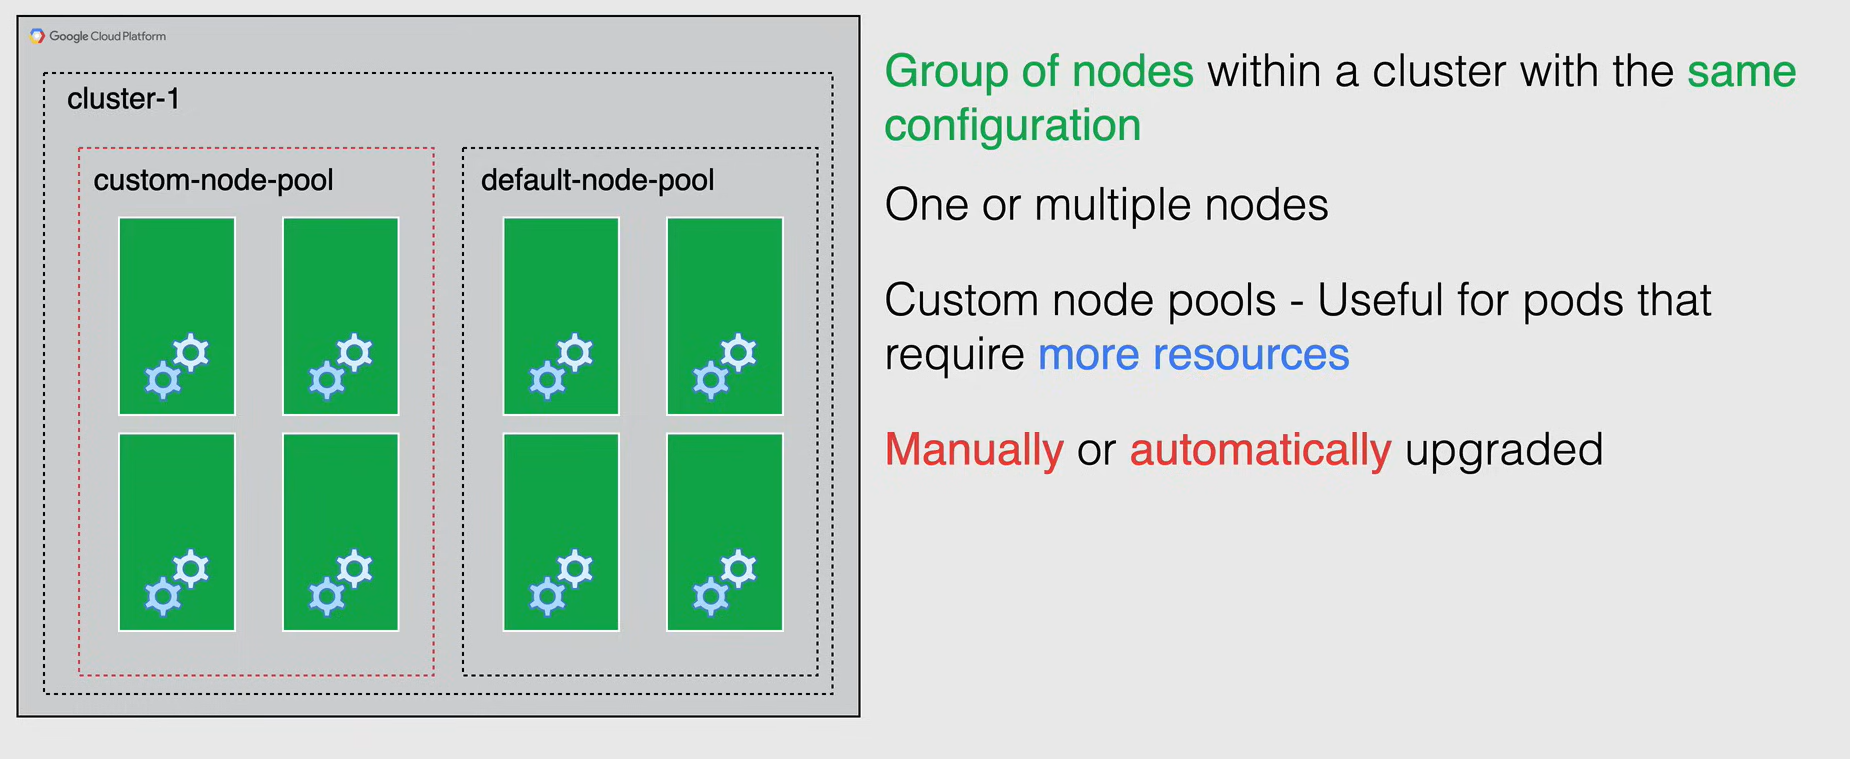 Google Cloud Platform
cluster-1
custom-node-pool
default-node-pool
Group of nodes within a cluster with the same
configuration
One or multiple nodes
Custom node pools - Useful for pods that
require more resources
Manually or automatically upgraded